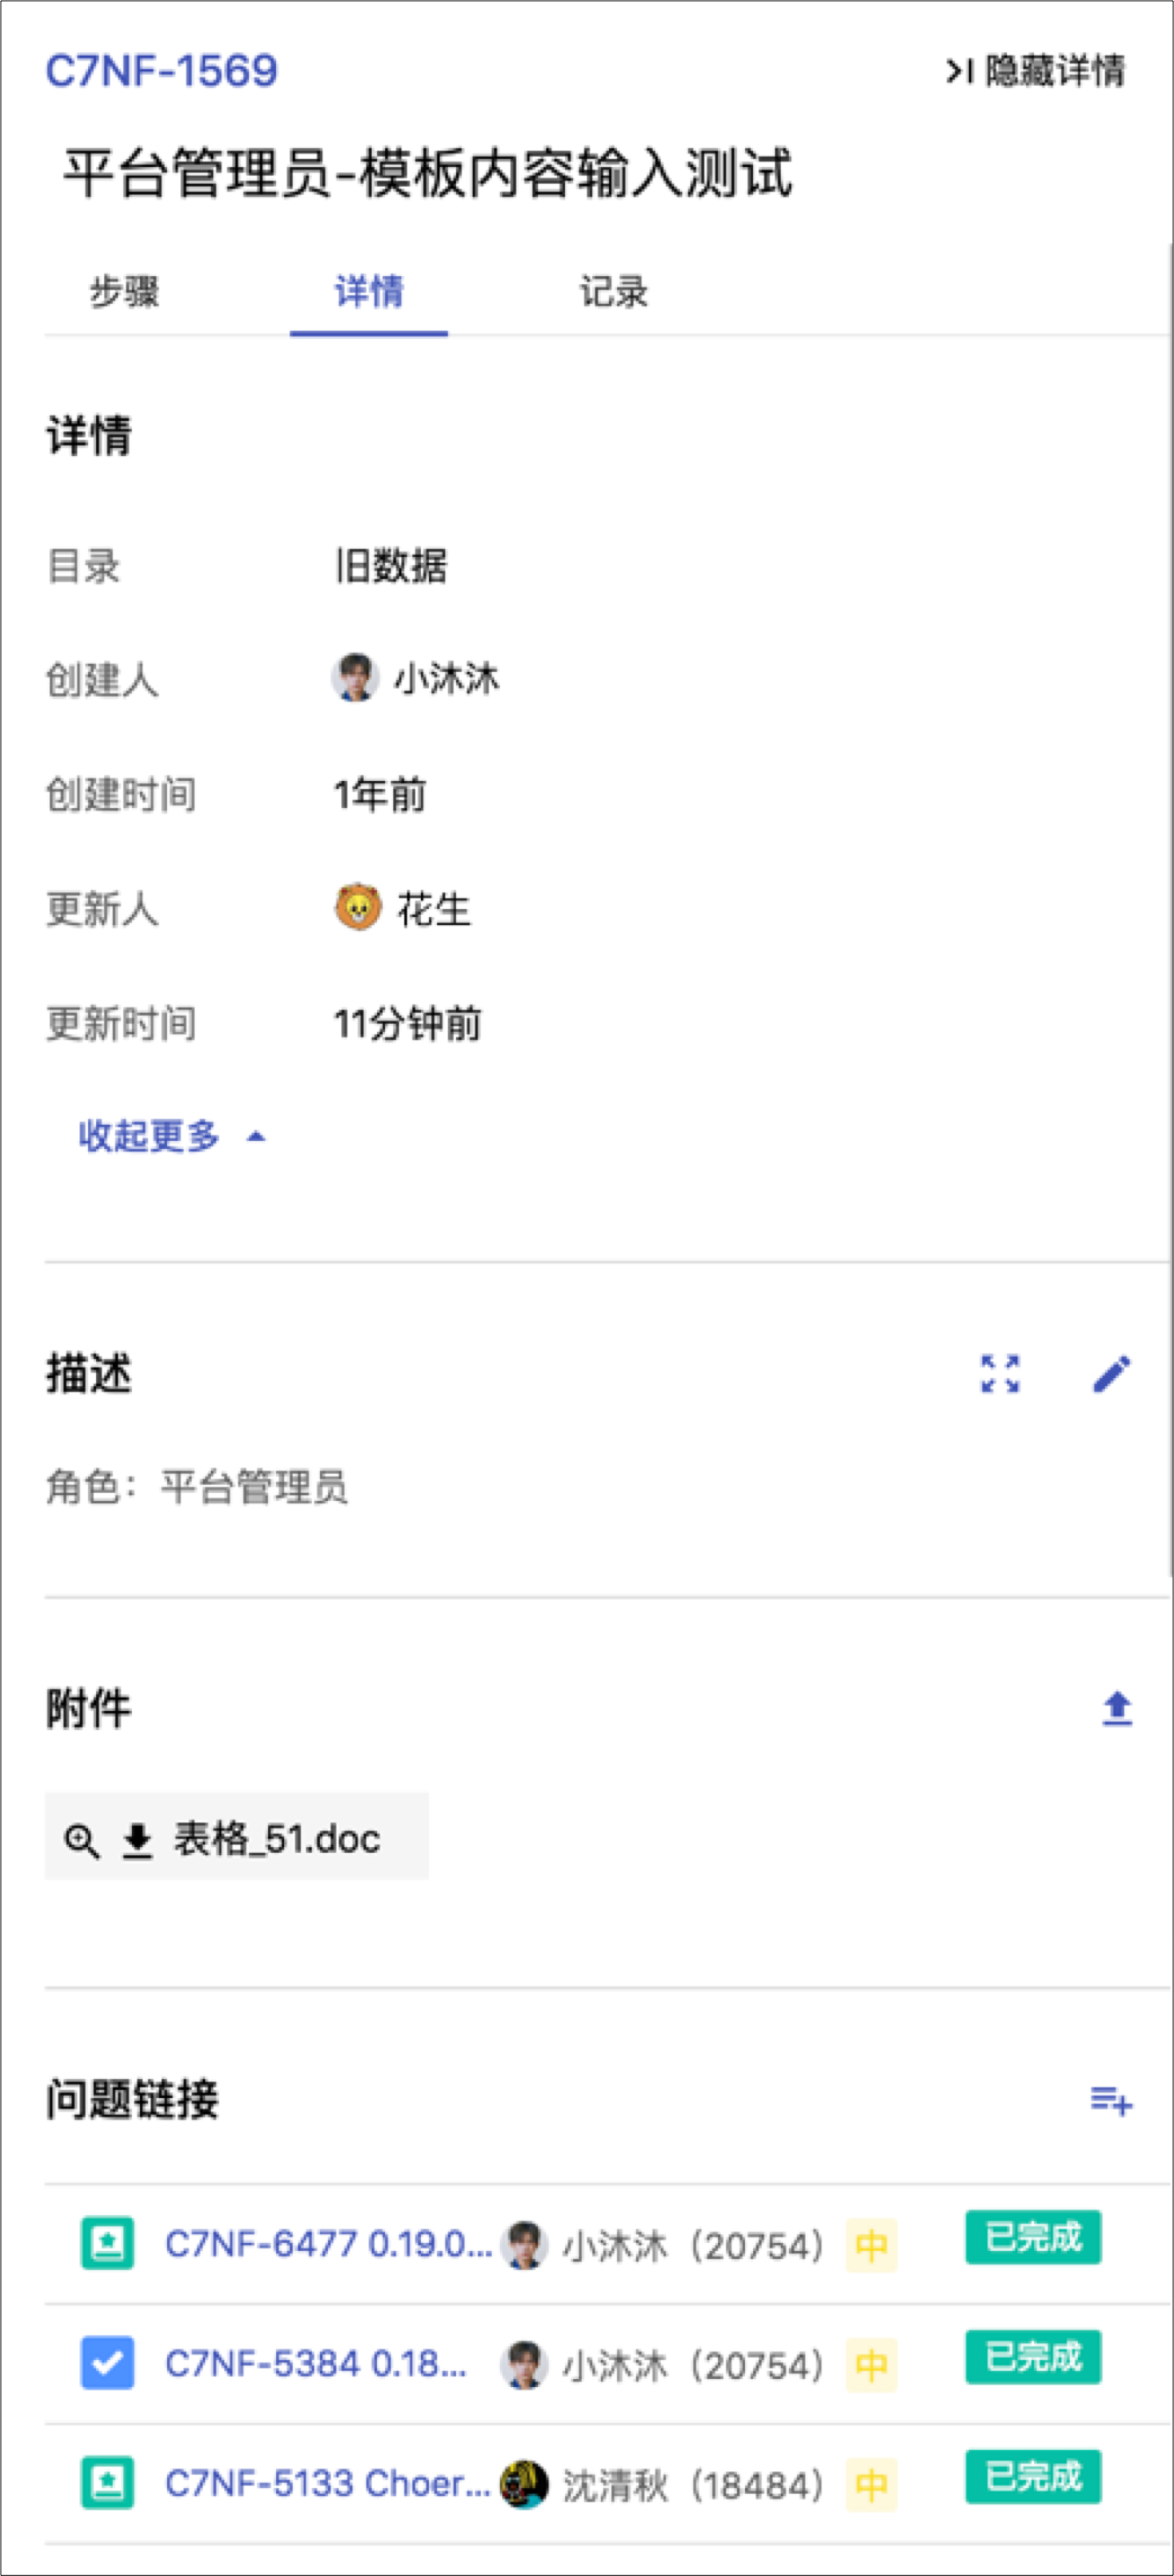 C7NF-1569
隐藏详情
平台管理员-模板内容输入测试
步骤 详情 记录
详情
目录 旧数据
创建人 小沐沐
创建时间 1年前
更新人 花生
更新时间 11分钟前
收起更多
描述
角色：平台管理员
附件
表格_51.doc
问题链接
C7NF-6477 0.19.0... 小沐沐（20754） 中 已完成
C7NF-5384 0.18... 小沐沐（20754） 中 已完成
C7NF-5133 Choer... 沈清秋（18484） 中 已完成